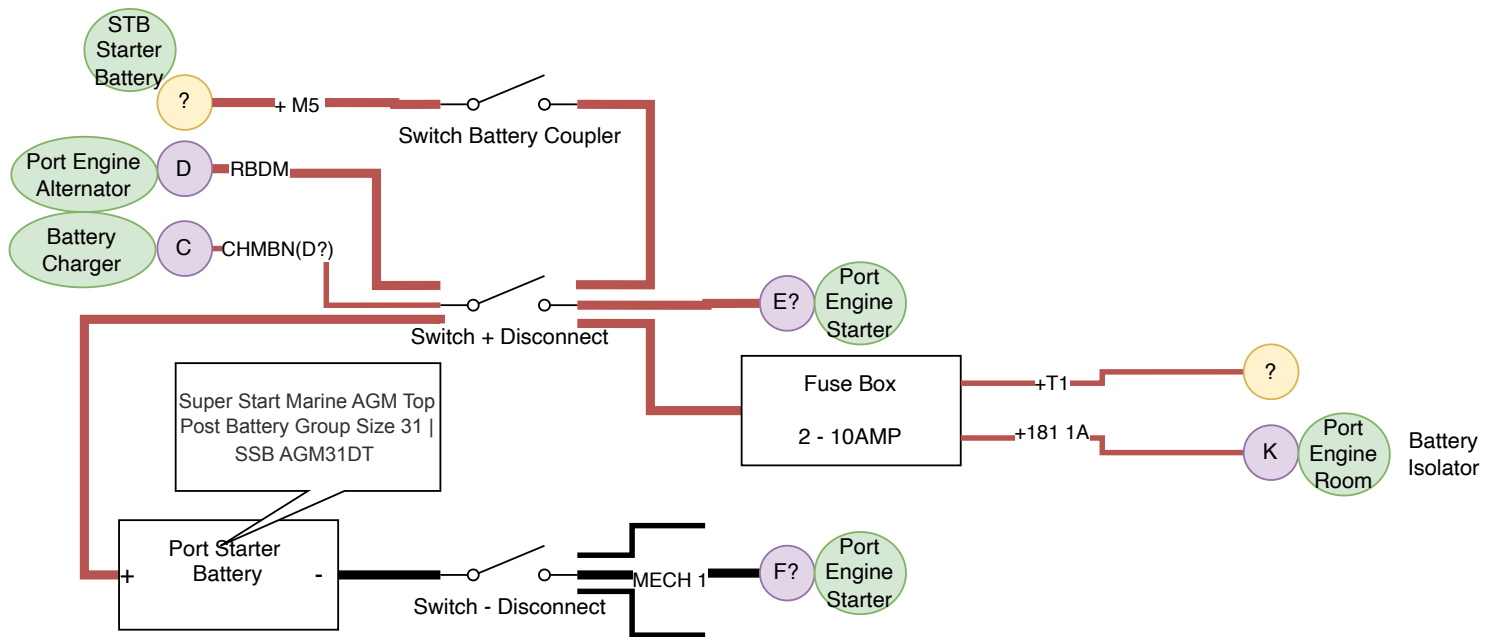 STB
Starter
Battery
?
+ M5
Switch Battery Coupler
Port Engine
Alternator
D
RBDM
Battery
Charger
C
CHMBN(D?)
Switch + Disconnect
E?
Port
Engine
Starter
Super Start Marine AGM Top
Post Battery Group Size 31 |
SSB AGM31DT
Fuse Box
2 - 10AMP
+T1
?
+181 1A
K
Port
Engine
Room
Battery
Isolator
Port Starter
Battery
+
-
Switch - Disconnect
MECH 1
F?
Port
Engine
Starter